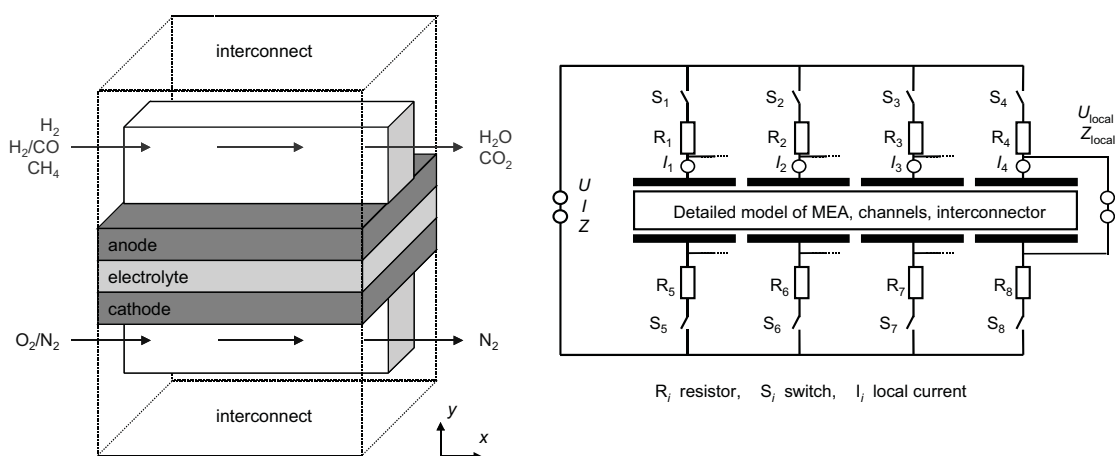 interconnect
H₂
H₂/CO
CH₄
H₂O
CO₂
anode
electrolyte
cathode
O₂/N₂
N₂
interconnect
y
x
S₁ S₂ S₃ S₄
R₁ R₂ R₃ R₄
U_local
Z_local
I₁ I₂ I₃ I₄
U
I
Z
Detailed model of MEA, channels, interconnector
R₅ R₆ R₇ R₈
S₅ S₆ S₇ S₈
Rᵢ resistor, Sᵢ switch, Iᵢ local current